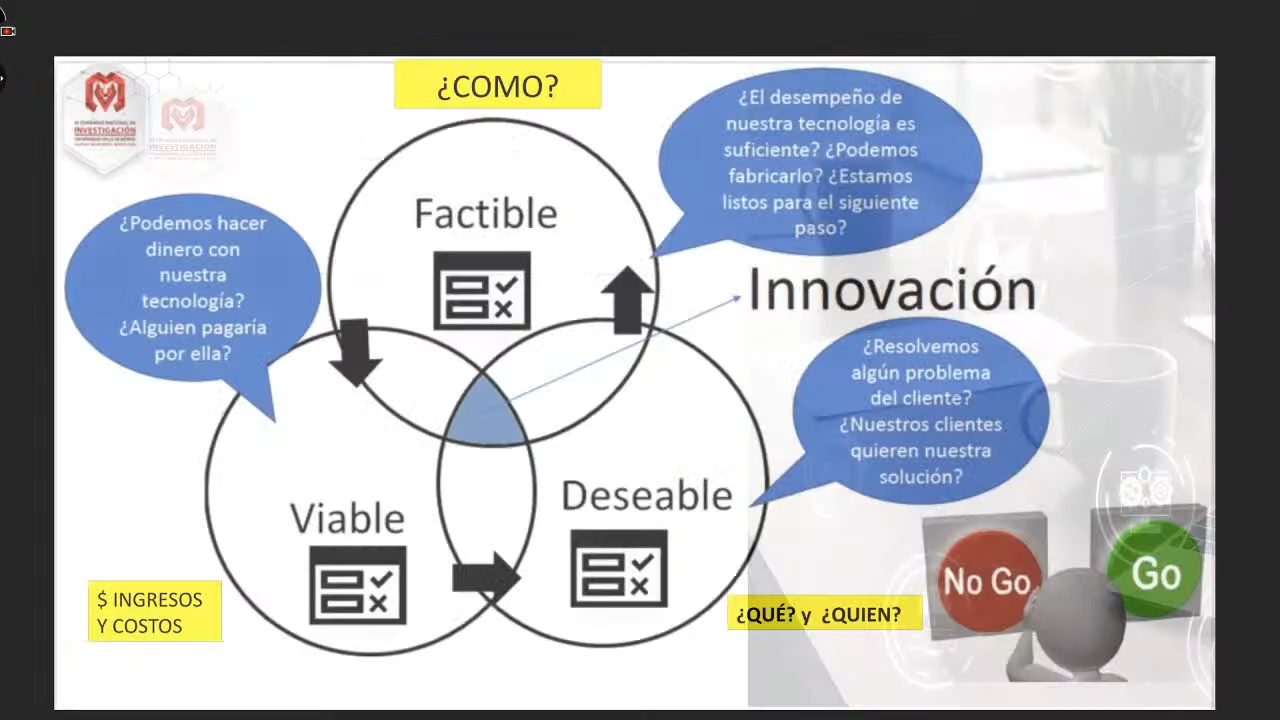 ¿COMO?
¿El desempeño de
nuestra tecnología es
suficiente? ¿Podemos
fabricarlo? ¿Estamos
listos para el siguiente
paso?
INVESTIGACIÓN
INVESTIGACIÓN
Factible
¿Podemos hacer
dinero con
nuestra
tecnología?
¿Alguien pagaría
por ella?
Innovación
¿Resolvemos
algún problema
del cliente?
¿Nuestros clientes
quieren nuestra
solución?
Viable
Deseable
No Go
Go
$ INGRESOS
Y COSTOS
¿QUÉ? y ¿QUIEN?